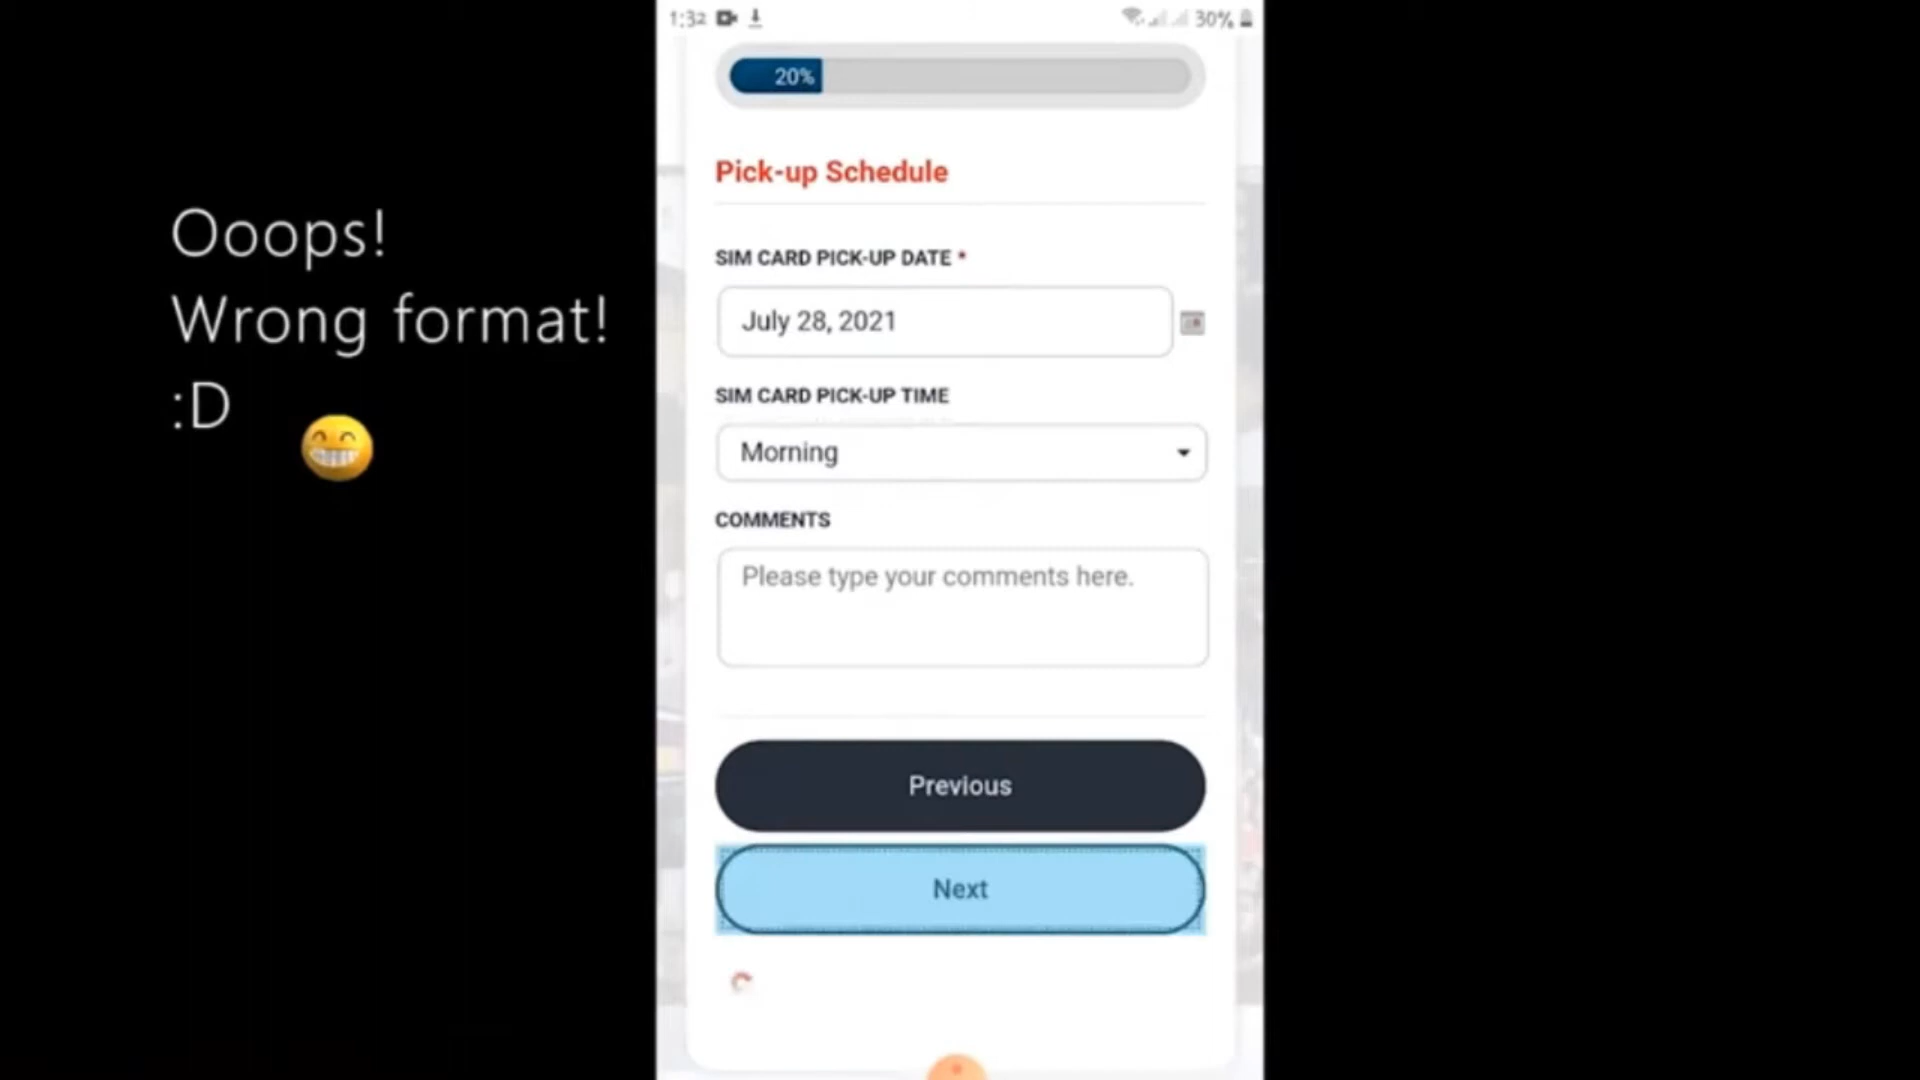 Ooops!
Wrong format!
:D
1:32
30%
20%
Pick-up Schedule
SIM CARD PICK-UP DATE *
July 28, 2021
SIM CARD PICK-UP TIME
Morning
COMMENTS
Please type your comments here.
Previous
Next